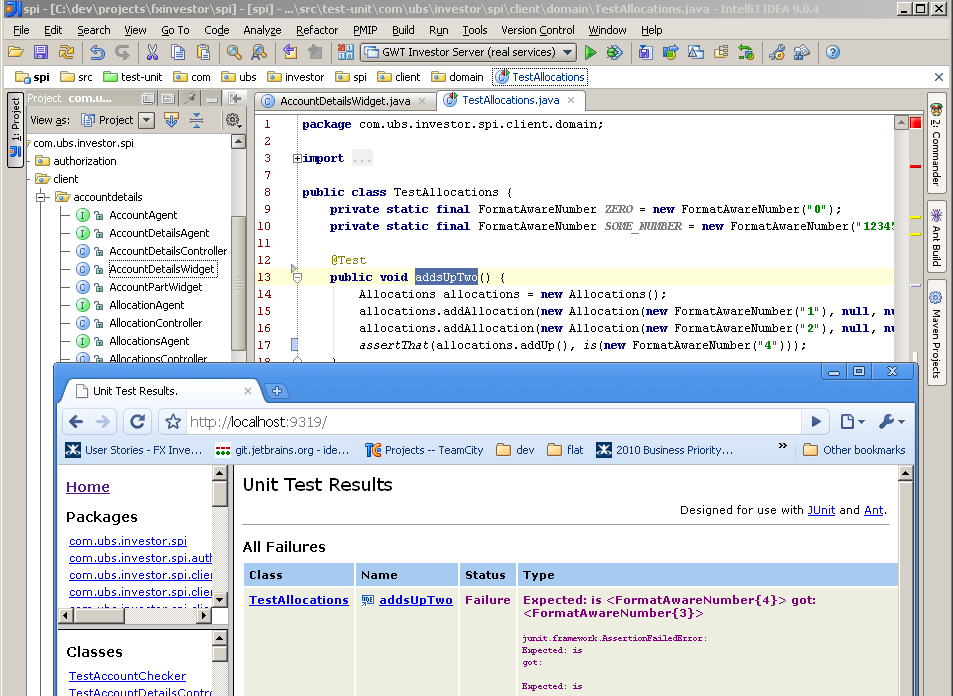 spi - [C:\dev\projects\fxinvestor\spi] - [spi] - ...\src\test-unit\com\ubs\investor\spi\client\domain\TestAllocations.java - IntelliJ IDEA 9.0.4
File Edit Search View Go To Code Analyze Refactor PMIP Build Run Tools Version Control Window Help
GWT Investor Server (real services)
spi src test-unit com ubs investor spi client domain TestAllocations
1: Project
Project com.u...
AccountDetailsWidget.java
TestAllocations.java
View as: Project
com.ubs.investor.spi
authorization
client
accountdetails
AccountAgent
AccountDetailsAgent
AccountDetailsController
AccountDetailsWidget
AccountPartWidget
AllocationAgent
AllocationController
AllocationsAgent
AllocationsController
1 package com.ubs.investor.spi.client.domain;
2
3 import ...
7
8 public class TestAllocations {
9 private static final FormatAwareNumber ZERO = new FormatAwareNumber("0");
10 private static final FormatAwareNumber SOME_NUMBER = new FormatAwareNumber("12345
11
12 @Test
13 public void addsUpTwo() {
14 Allocations allocations = new Allocations();
15 allocations.addAllocation(new Allocation(new FormatAwareNumber("1"), null, nu
16 allocations.addAllocation(new Allocation(new FormatAwareNumber("2"), null, nu
17 assertThat(allocations.addUp(), is(new FormatAwareNumber("4")));
18 }
2: Commander
Ant Build
Maven Projects
Unit Test Results.
http://localhost:9319/
User Stories - FX Inve...
git.jetbrains.org - ide...
Projects -- TeamCity
dev
flat
2010 Business Priority...
»
Other bookmarks
Home
Packages
com.ubs.investor.spi
com.ubs.investor.spi.auth
com.ubs.investor.spi.clier
com.ubs.investor.spi.clier
Classes
TestAccountChecker
TestAccountDetailsContro
Unit Test Results
Designed for use with JUnit and Ant.
All Failures
Class Name Status Type
TestAllocations addsUpTwo Failure Expected: is <FormatAwareNumber{4}> got:
<FormatAwareNumber{3}>
junit.framework.AssertionFailedError:
Expected: is
got:
Expected: is